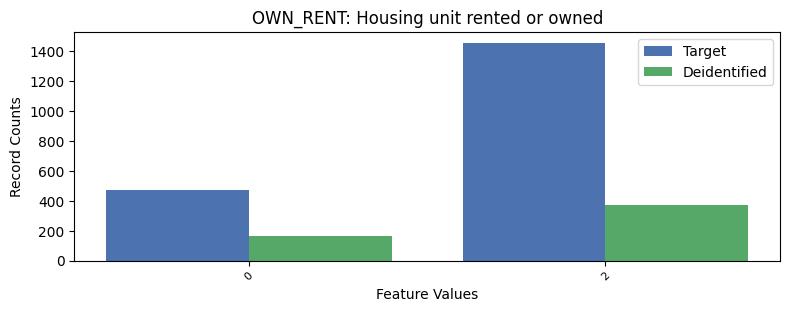 OWN_RENT: Housing unit rented or owned
Record Counts
1400
1200
1000
800
600
400
200
0
Target
Deidentified
0
2
Feature Values